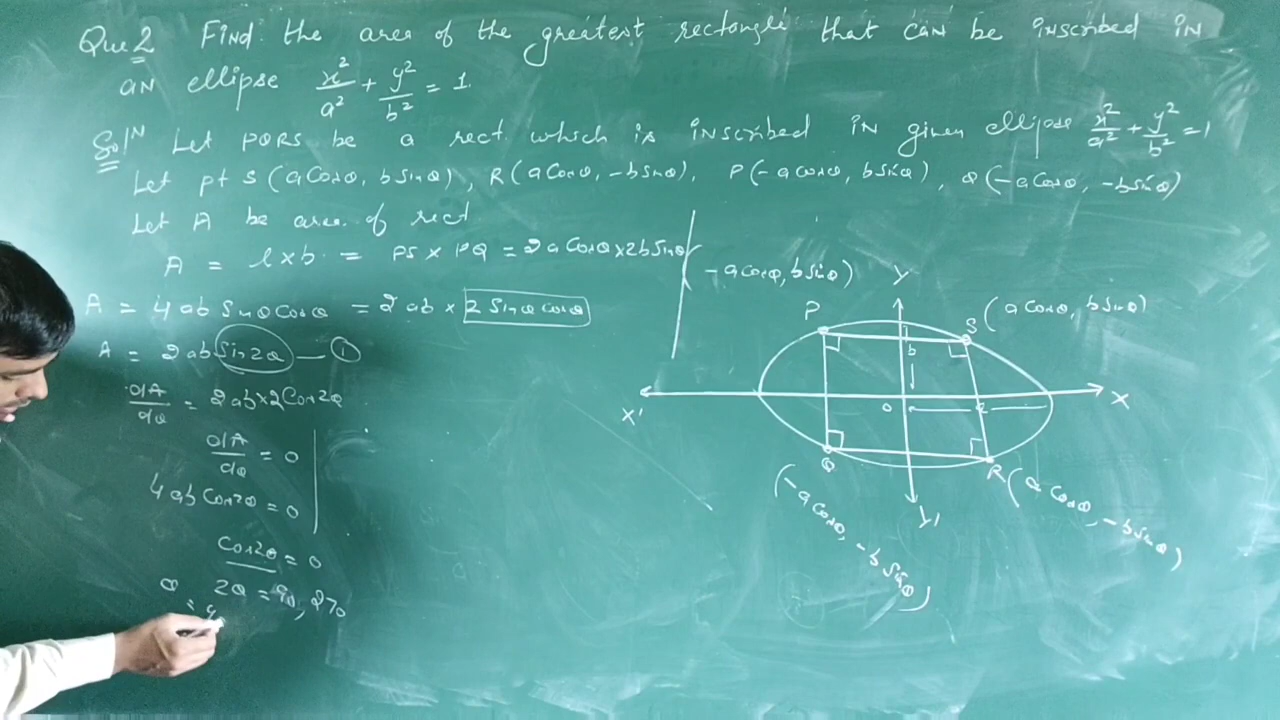 Que 2 Find the area of the greatest rectangle that can be inscribed in
an ellipse x²/a² + y²/b² = 1.
Solⁿ Let PQRS be a rect. which is inscribed in given ellipse x²/a² + y²/b² = 1
Let pt S (a Cosθ, b Sinθ), R (a Cosθ, -b Sinθ), P (-a Cosθ, b Sinθ), Q (-a Cosθ, -b Sinθ)
Let A be area of rect
A = l × b. = PS × PQ = 2a Cosθ × 2b Sinθ
A = 4ab Sinθ Cosθ = 2ab × 2 Sinθ Cosθ
A = 2ab Sin2θ — ①
dA/dθ = 2ab × 2 Cos2θ
dA/dθ = 0
4ab Cos2θ = 0
Cos2θ = 0
2θ = 90, 270
θ = 4
-a Cosθ, b Sinθ)
Y
P
S (a Cosθ, b Sinθ)
b
X'
O
a
X
Q
R (a Cosθ, -b Sinθ)
(-a Cosθ, -b Sinθ)
Y'